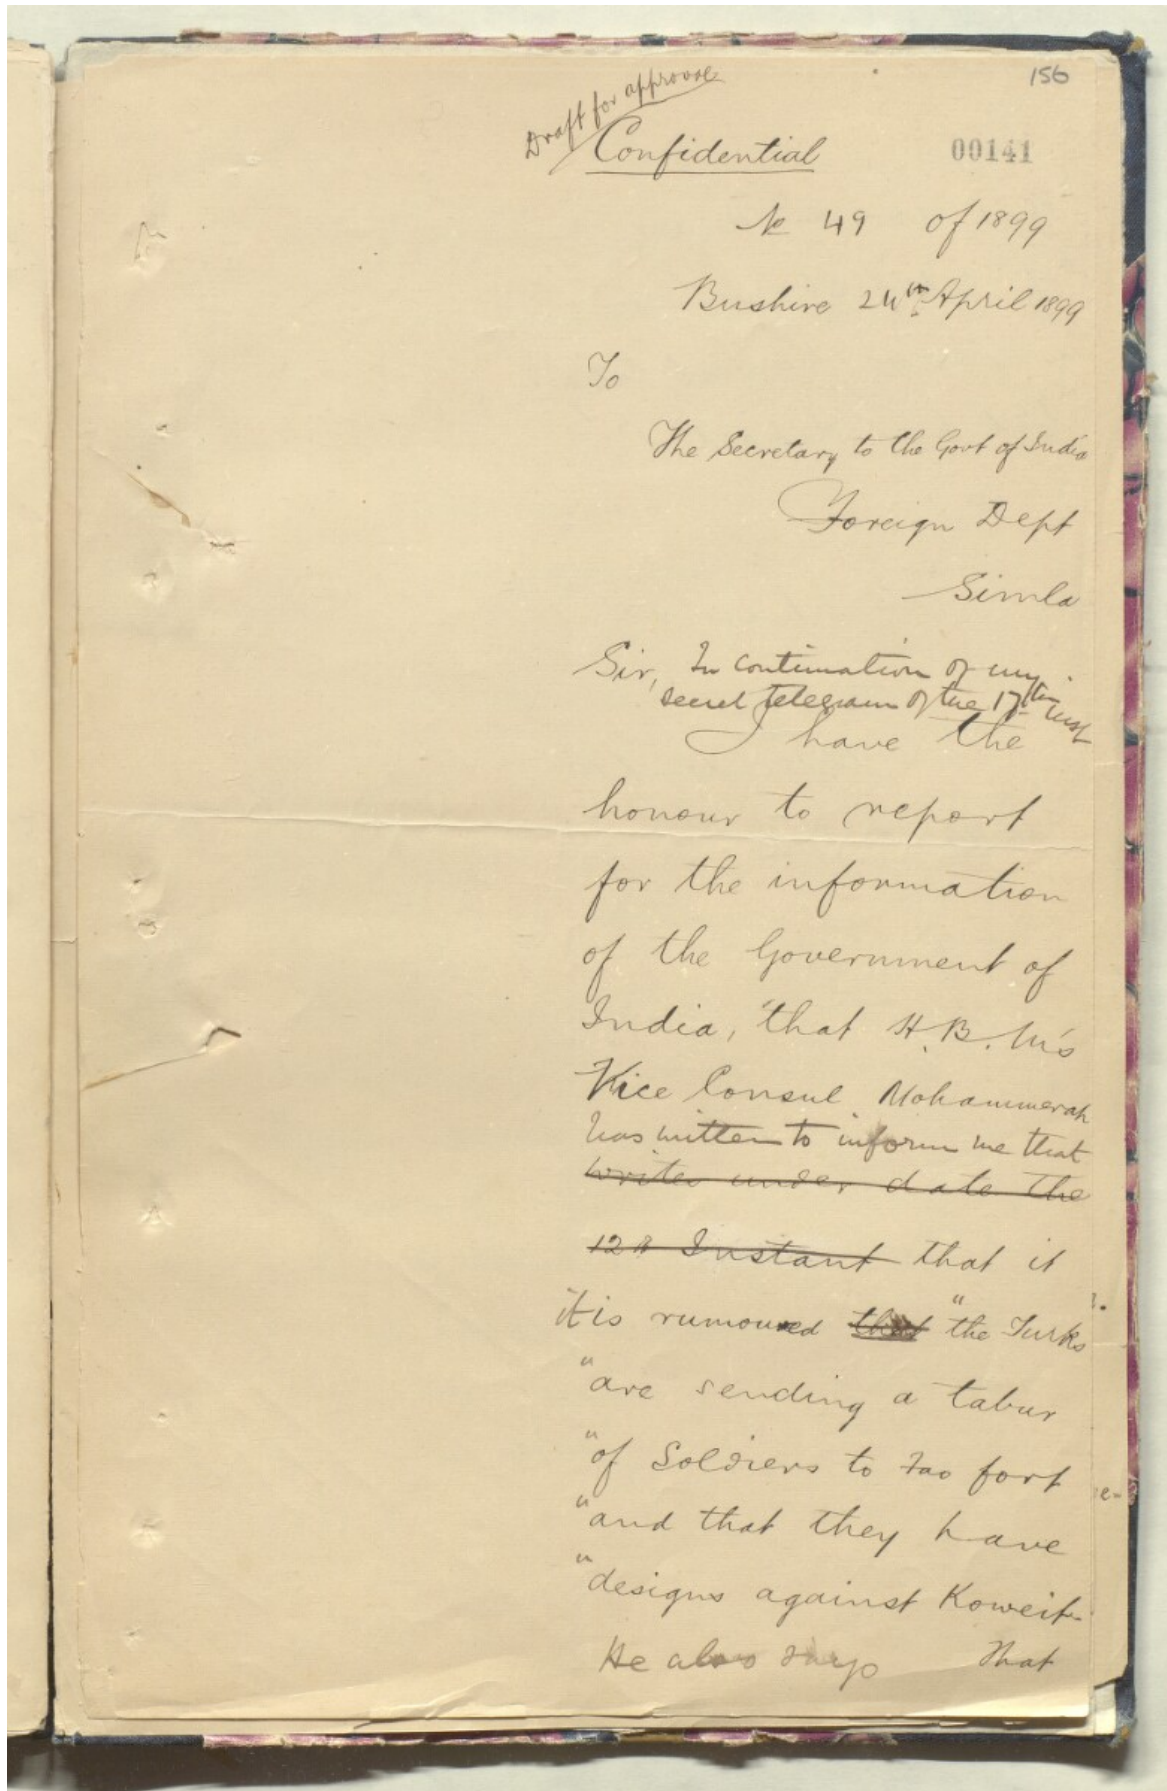 156
Draft for approval
Confidential
00141
No 49 of 1899
Bushire 24th April 1899
To
The Secretary to the Govt of India
Foreign Dept
Simla
Sir, In continuation of my
secret telegram of the 17th inst
I have the
honour to report
for the information
of the Government of
India, that H.B.M's
Vice Consul Mohammerah
has written to inform me that
writes under date the
12th Instant that it
it is rumoured that "the Turks
"are sending a tabur
"of Soldiers to Fao fort
"and that they have
"designs against Koweit.
He also says that